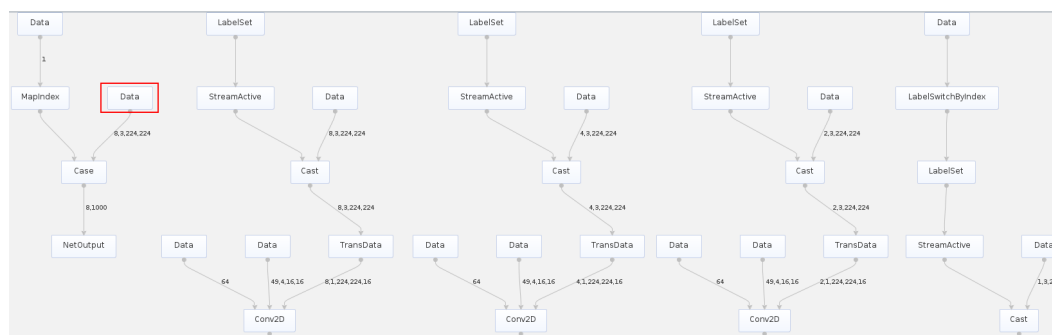 Data
LabelSet
LabelSet
LabelSet
Data
1
MapIndex
Data
StreamActive
Data
StreamActive
Data
StreamActive
Data
LabelSwitchByIndex
8,3,224,224
8,3,224,224
4,3,224,224
2,3,224,224
Case
Cast
Cast
Cast
LabelSet
8,1000
8,3,224,224
4,3,224,224
2,3,224,224
NetOutput
Data
Data
TransData
Data
Data
TransData
Data
Data
TransData
StreamActive
Data
64
49,4,16,16
8,1,224,224,16
64
49,4,16,16
4,1,224,224,16
64
49,4,16,16
2,1,224,224,16
1,3,2
Conv2D
Conv2D
Conv2D
Cast